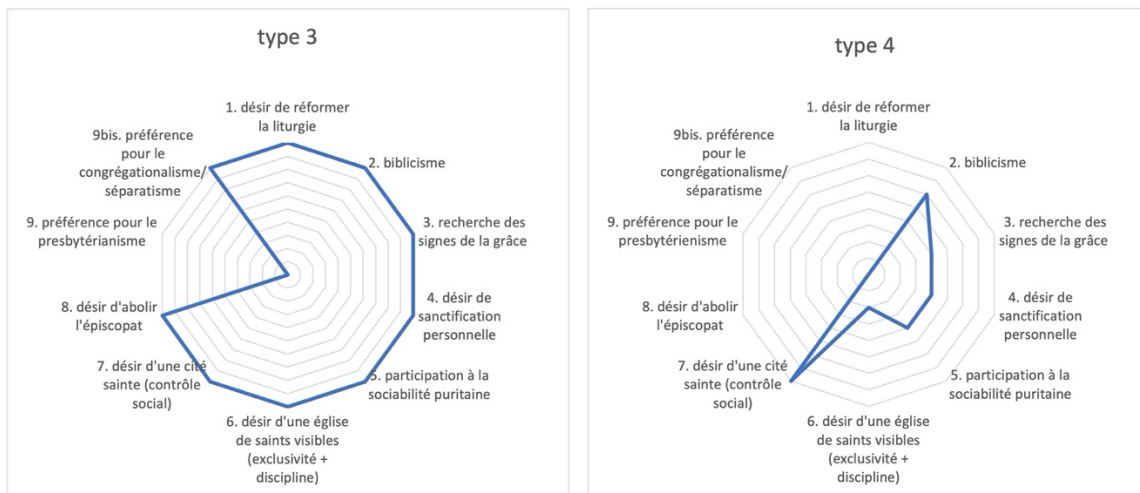 type 3
1. désir de réformer
la liturgie
2. biblicisme
3. recherche des
signes de la grâce
4. désir de
sanctification
personnelle
5. participation à la
sociabilité puritaine
6. désir d'une église
de saints visibles
(exclusivité +
discipline)
7. désir d'une cité
sainte (contrôle
social)
8. désir d'abolir
l'épiscopat
9. préférence pour le
presbytérianisme
9bis. préférence
pour le
congrégationalisme/
séparatisme
type 4
1. désir de réformer
la liturgie
2. biblicisme
3. recherche des
signes de la grâce
4. désir de
sanctification
personnelle
5. participation à la
sociabilité puritaine
6. désir d'une église
de saints visibles
(exclusivité +
discipline)
7. désir d'une cité
sainte (contrôle
social)
8. désir d'abolir
l'épiscopat
9. préférence pour le
presbytérienisme
9bis. préférence
pour le
congrégationalisme/
séparatisme